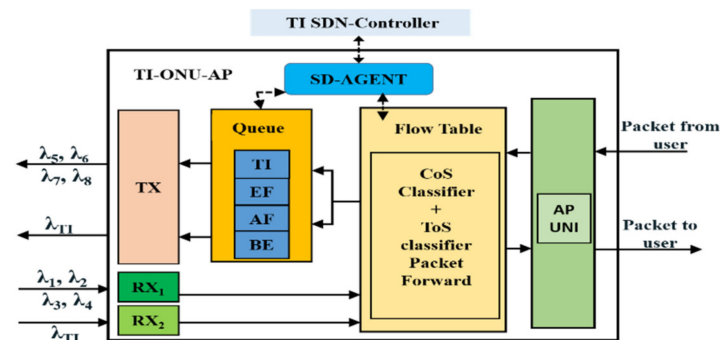 TI SDN-Controller
TI-ONU-AP
SD-AGENT
Queue
TI
EF
AF
BE
Flow Table
CoS
Classifier
+
ToS
classifier
Packet
Forward
AP
UNI
Packet from
user
Packet to
user
TX
RX₁
RX₂
λ₅, λ₆
λ₇, λ₈
λTI
λ₁, λ₂
λ₃, λ₄
λTI